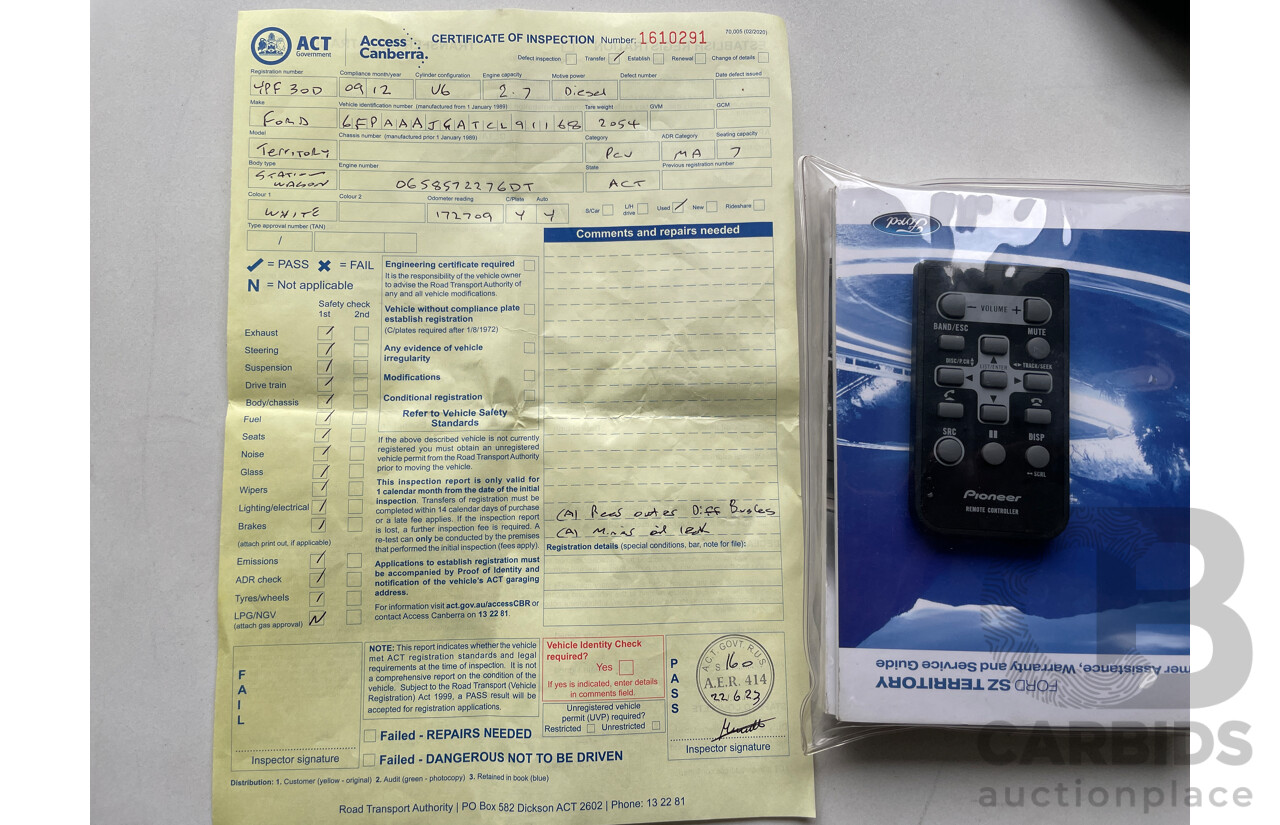 ACT
Government
Access
Canberra.
CERTIFICATE OF INSPECTION Number: 1610291
70,005 (02/2020)
Defect inspection Transfer Establish Renewal Change of details
Registration number Compliance month/year Cylinder configuration Engine capacity Motive power Defect number Date defect issued
YPF 30D 09 12 V6 2.7 Diesel
Make Vehicle identification number (manufactured from 1 January 1989) Tare weight GVM GCM
FORD 6FPAAAJGATCL91168 2054
Model Chassis number (manufactured prior 1 January 1989) Category ADR Category Seating capacity
Territory PCV MA 7
Body type Engine number State Previous registration number
STATION WAGON 0658572276DT ACT
Colour 1 Colour 2 Odometer reading C/Plate Auto
WHITE 172709 Y Y
S/Car L/H drive Used New Rideshare
Type approval number (TAN)
Comments and repairs needed
= PASS = FAIL
N = Not applicable
Safety check
1st 2nd
Exhaust
Steering
Suspension
Drive train
Body/chassis
Fuel
Seats
Noise
Glass
Wipers
Lighting/electrical
Brakes
(attach print out, if applicable)
Emissions
ADR check
Tyres/wheels
LPG/NGV N
(attach gas approval)
Engineering certificate required
It is the responsibility of the vehicle owner
to advise the Road Transport Authority of
any and all vehicle modifications.
Vehicle without compliance plate
establish registration
(C/plates required after 1/8/1972)
Any evidence of vehicle
irregularity
Modifications
Conditional registration
Refer to Vehicle Safety
Standards
If the above described vehicle is not currently
registered you must obtain an unregistered
vehicle permit from the Road Transport Authority
prior to moving the vehicle.
This inspection report is only valid for
1 calendar month from the date of the initial
inspection. Transfers of registration must be
completed within 14 calendar days of purchase
or a late fee applies. If the inspection report
is lost, a further inspection fee is required. A
re-test can only be conducted by the premises
that performed the initial inspection (fees apply).
Applications to establish registration must
be accompanied by Proof of Identity and
notification of the vehicle's ACT garaging
address.
For information visit act.gov.au/accessCBR or
contact Access Canberra on 13 22 81.
(A) Rear outer Diff Bushes
(A) Minor oil leak
Registration details (special conditions, bar, note for file):
FAIL
Inspector signature
NOTE: This report indicates whether the vehicle
met ACT registration standards and legal
requirements at the time of inspection. It is not
a comprehensive report on the condition of the
vehicle. Subject to the Road Transport (Vehicle
Registration) Act 1999, a PASS result will be
accepted for registration applications.
Failed - REPAIRS NEEDED
Failed - DANGEROUS NOT TO BE DRIVEN
Vehicle Identity Check
required?
Yes
If yes is indicated, enter details
in comments field.
Unregistered vehicle
permit (UVP) required?
Restricted Unrestricted
PASS
A.C.T. GOVT. R.U.S
S 160
A.E.R. 414
22.6.23
Inspector signature
Distribution: 1. Customer (yellow - original) 2. Audit (green - photocopy) 3. Retained in book (blue)
Road Transport Authority | PO Box 582 Dickson ACT 2602 | Phone: 13 22 81
Ford
− VOLUME +
BAND/ESC MUTE
DISC/P.CH TRACK/SEEK
SRC DISP
SCRL
Pioneer
REMOTE CONTROLLER
mer Assistance, Warranty and Service Guide
FORD SZ TERRITORY
B
CARBIDS
auctionplace